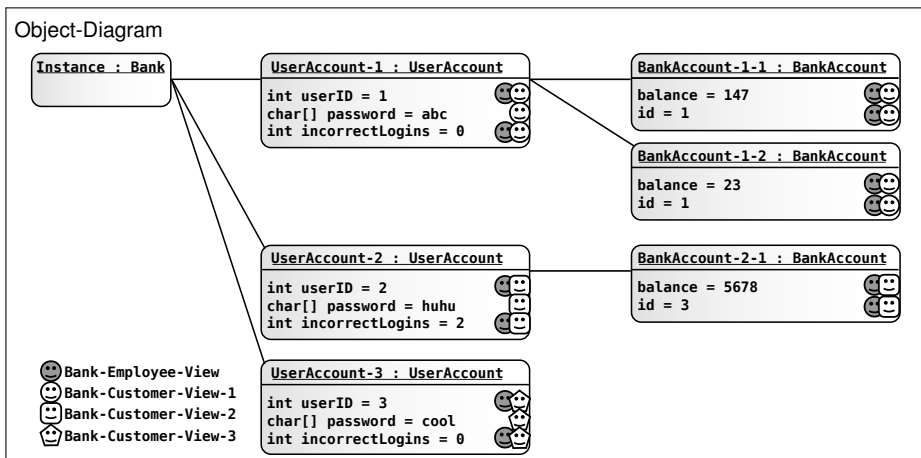 Object-Diagram
Instance : Bank
UserAccount-1 : UserAccount
int userID = 1
char[] password = abc
int incorrectLogins = 0
BankAccount-1-1 : BankAccount
balance = 147
id = 1
BankAccount-1-2 : BankAccount
balance = 23
id = 1
UserAccount-2 : UserAccount
int userID = 2
char[] password = huhu
int incorrectLogins = 2
BankAccount-2-1 : BankAccount
balance = 5678
id = 3
UserAccount-3 : UserAccount
int userID = 3
char[] password = cool
int incorrectLogins = 0
Bank-Employee-View
Bank-Customer-View-1
Bank-Customer-View-2
Bank-Customer-View-3